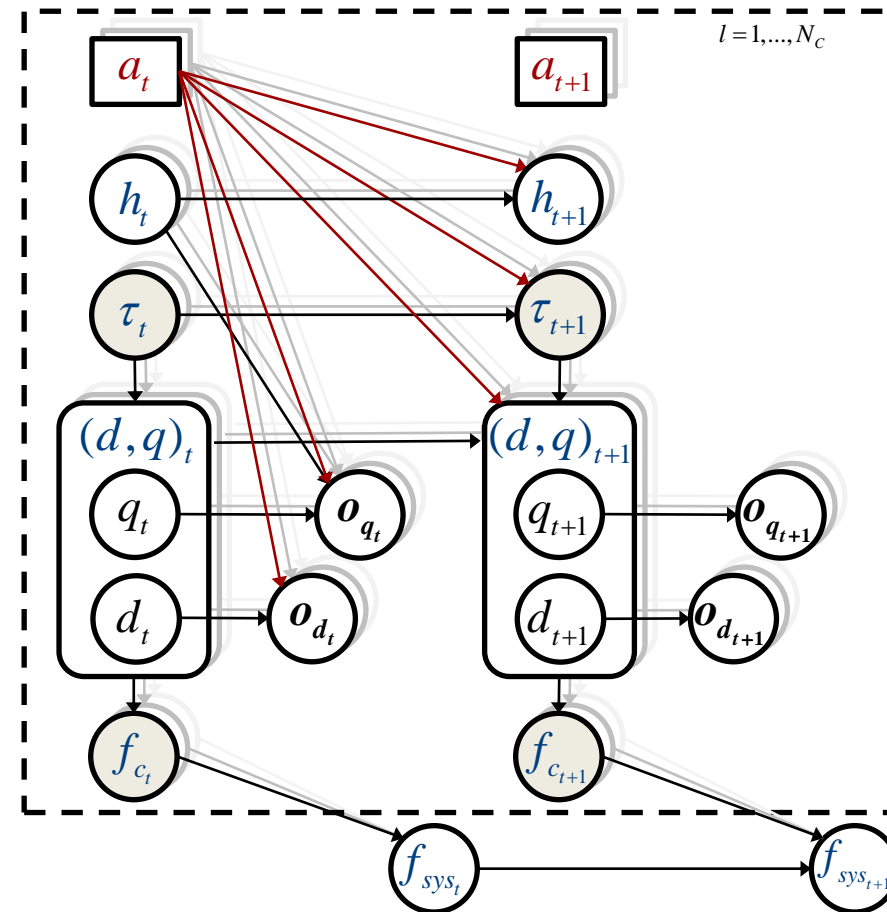 l = 1,..., N_C
a_t a_{t+1}
h_t h_{t+1}
τ_t τ_{t+1}
(d,q)_t (d,q)_{t+1}
q_t o_{q_t} q_{t+1} o_{q_{t+1}}
d_t o_{d_t} d_{t+1} o_{d_{t+1}}
f_{c_t} f_{c_{t+1}}
f_{sys_t} f_{sys_{t+1}}